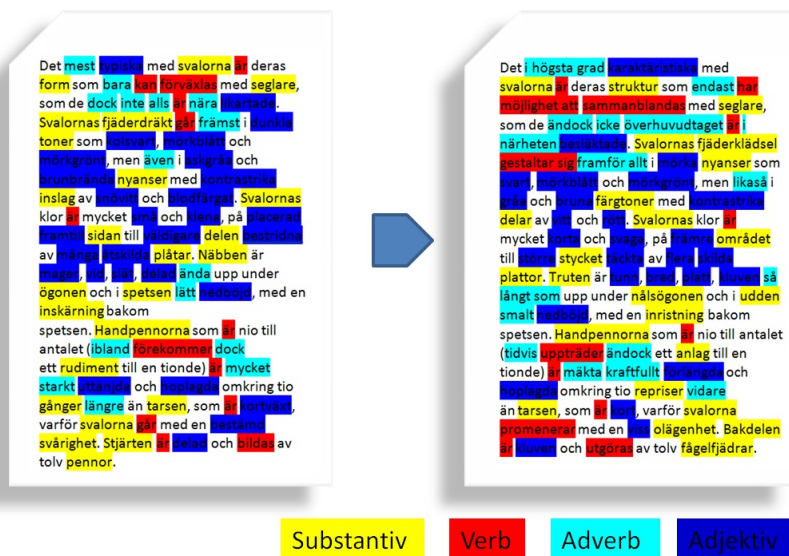 Det mest typiska med svalorna är deras
form som bara kan förväxlas med seglare,
som de dock inte alls är nära likartade.
Svalornas fjäderdräkt går främst i dunkla
toner som kolsvart, mörkblått och
mörkgrönt, men även i askgråa och
brunbrända nyanser med kontrastrika
inslag av snövitt och blodfärgat. Svalornas
klor är mycket små och klena, på placerad
framtill sidan till väldigare delen bestridna
av många åtskilda plåtar. Näbben är
mager, vid, slät, delad ända upp under
ögonen och i spetsen lätt nedböjd, med en
inskärning bakom
spetsen. Handpennorna som är nio till
antalet (ibland förekommer dock
ett rudiment till en tionde) är mycket
starkt uttänjda och hoplagda omkring tio
gånger längre än tarsen, som är kortväxt,
varför svalorna går med en bestämd
svårighet. Stjärten är delad och bildas av
tolv pennor.
Det i högsta grad karaktäristiska med
svalorna är deras struktur som endast har
möjlighet att sammanblandas med seglare,
som de ändock icke överhuvudtaget är i
närheten besläktade. Svalornas fjäderklädsel
gestaltar sig framför allt i mörka nyanser som
svart, mörkblått och mörkgrönt, men likaså i
gråa och bruna färgtoner med kontrastrika
delar av vitt och rött. Svalornas klor är
mycket korta och svaga, på främre området
till större stycket täckta av flera skilda
plattor. Truten är tunn, bred, platt, kluven så
långt som upp under nålsögonen och i udden
smalt nedböjd, med en inristning bakom
spetsen. Handpennorna som är nio till antalet
(tidvis uppträder ändock ett anlag till en
tionde) är mäkta kraftfullt förlängda och
hoplagda omkring tio repriser vidare
än tarsen, som är kort, varför svalorna
promenerar med en viss olägenhet. Bakdelen
är kluven och utgöras av tolv fågelfjädrar.
Substantiv Verb Adverb Adjektiv